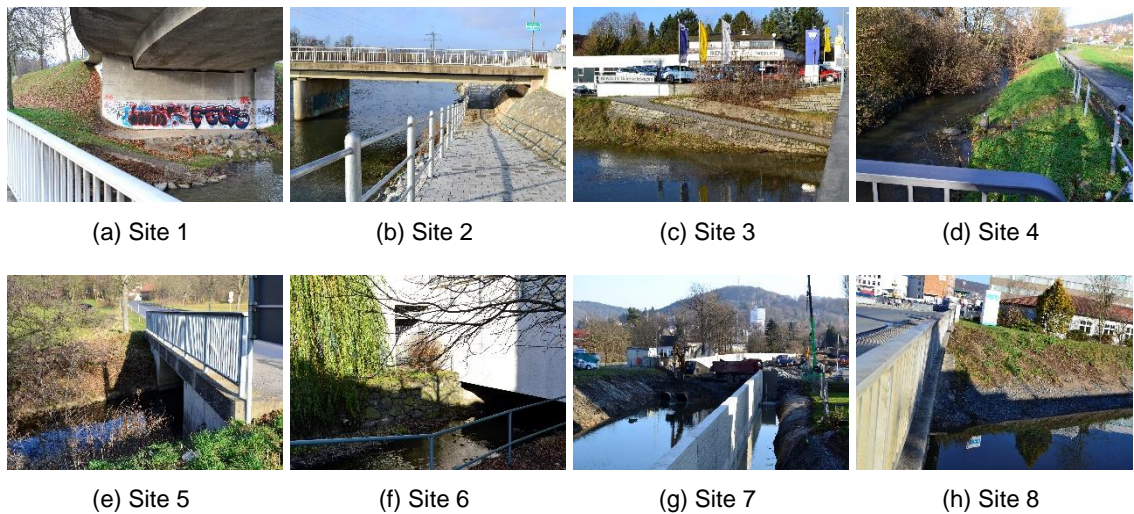 (a) Site 1
(b) Site 2
(c) Site 3
(d) Site 4
(e) Site 5
(f) Site 6
(g) Site 7
(h) Site 8